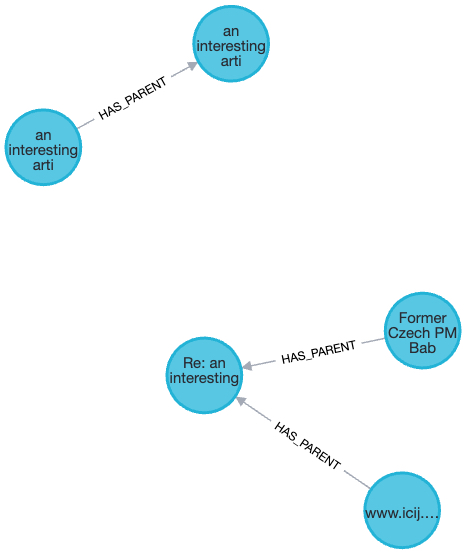 an
interesting
arti
HAS_PARENT
an
interesting
arti
Former
Czech PM
Bab
HAS_PARENT
Re: an
interesting
HAS_PARENT
www.icij.…